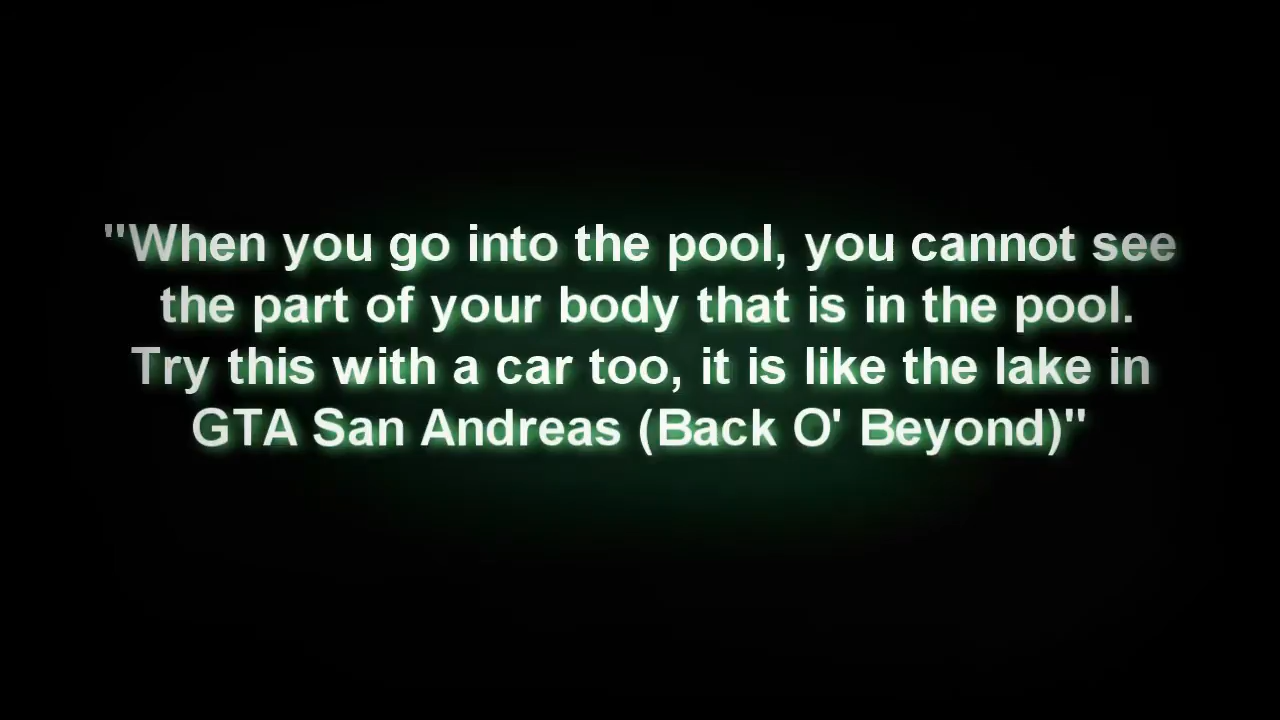 "When you go into the pool, you cannot see
the part of your body that is in the pool.
Try this with a car too, it is like the lake in
GTA San Andreas (Back O' Beyond)"